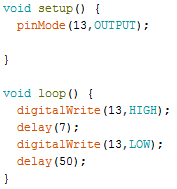 void setup() {
  pinMode(13,OUTPUT);
}
void loop() {
  digitalWrite(13,HIGH);
  delay(7);
  digitalWrite(13,LOW);
  delay(50);
}